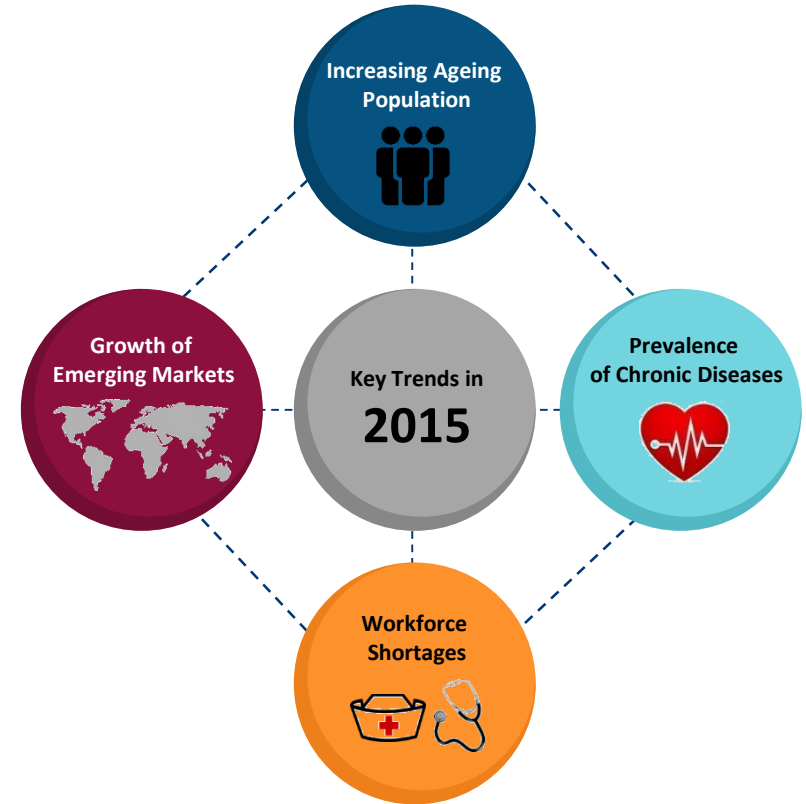 Increasing Ageing
Population
Growth of
Emerging Markets
Key Trends in
2015
Prevalence
of Chronic Diseases
Workforce
Shortages